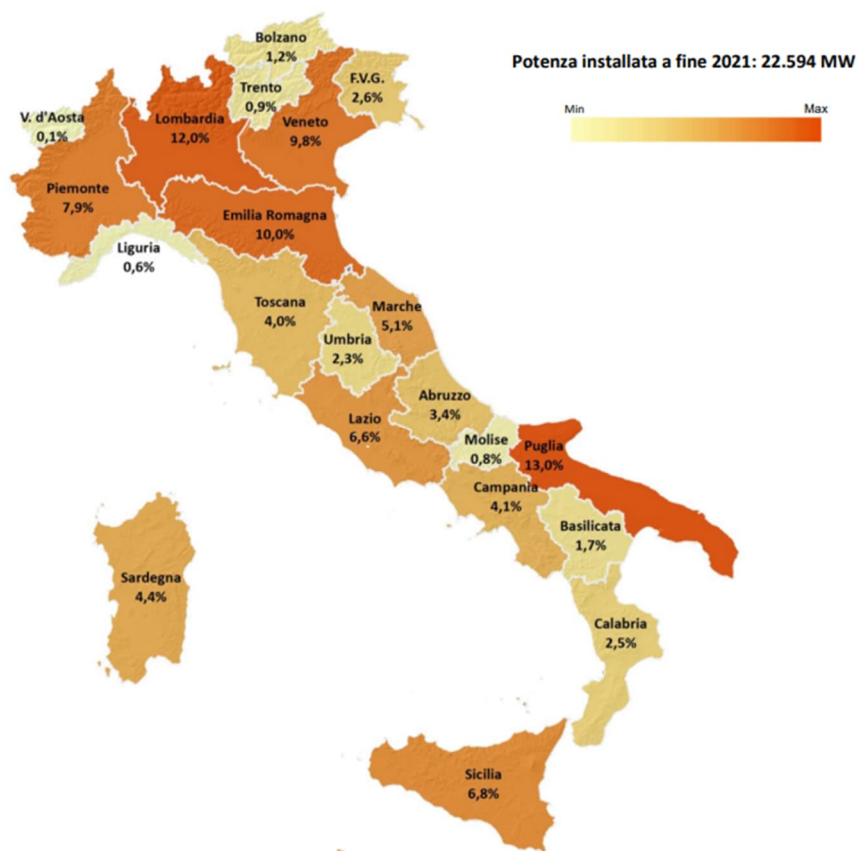 Potenza installata a fine 2021: 22.594 MW
Min
Max
Bolzano
1,2%
Trento
0,9%
F.V.G.
2,6%
V. d'Aosta
0,1%
Lombardia
12,0%
Veneto
9,8%
Piemonte
7,9%
Emilia Romagna
10,0%
Liguria
0,6%
Toscana
4,0%
Marche
5,1%
Umbria
2,3%
Abruzzo
3,4%
Lazio
6,6%
Molise
0,8%
Puglia
13,0%
Campania
4,1%
Basilicata
1,7%
Sardegna
4,4%
Calabria
2,5%
Sicilia
6,8%